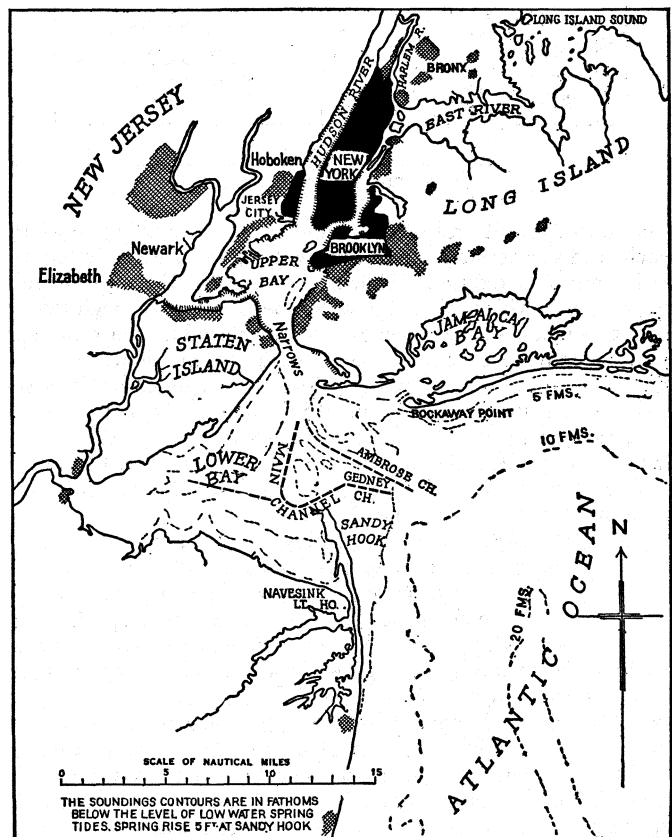 LONG ISLAND SOUND
BRONX
HARLEM R.
HUDSON RIVER
EAST RIVER
NEW JERSEY
Hoboken
NEW YORK
LONG ISLAND
JERSEY CITY
Newark
BROOKLYN
Elizabeth
UPPER BAY
JAMAICA BAY
STATEN ISLAND
Narrows
5 FMS.
ROCKAWAY POINT
10 FMS.
LOWER BAY
MAIN CHANNEL
AMBROSE CH.
GEDNEY CH.
SANDY HOOK
N
NAVESINK
LT. HO.
20 FMS.
ATLANTIC OCEAN
SCALE OF NAUTICAL MILES
0 5 10 15
THE SOUNDINGS CONTOURS ARE IN FATHOMS
BELOW THE LEVEL OF LOW WATER SPRING
TIDES. SPRING RISE 5 FT. AT SANDY HOOK